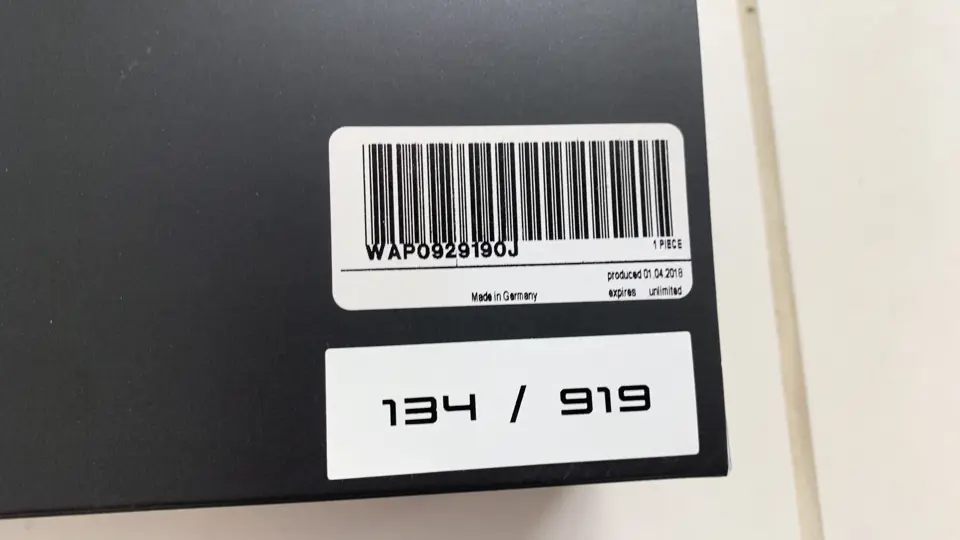 WAP0929190J
1 PIECE
produced 01.04.2018
Made in Germany
expires unlimited
134 / 919